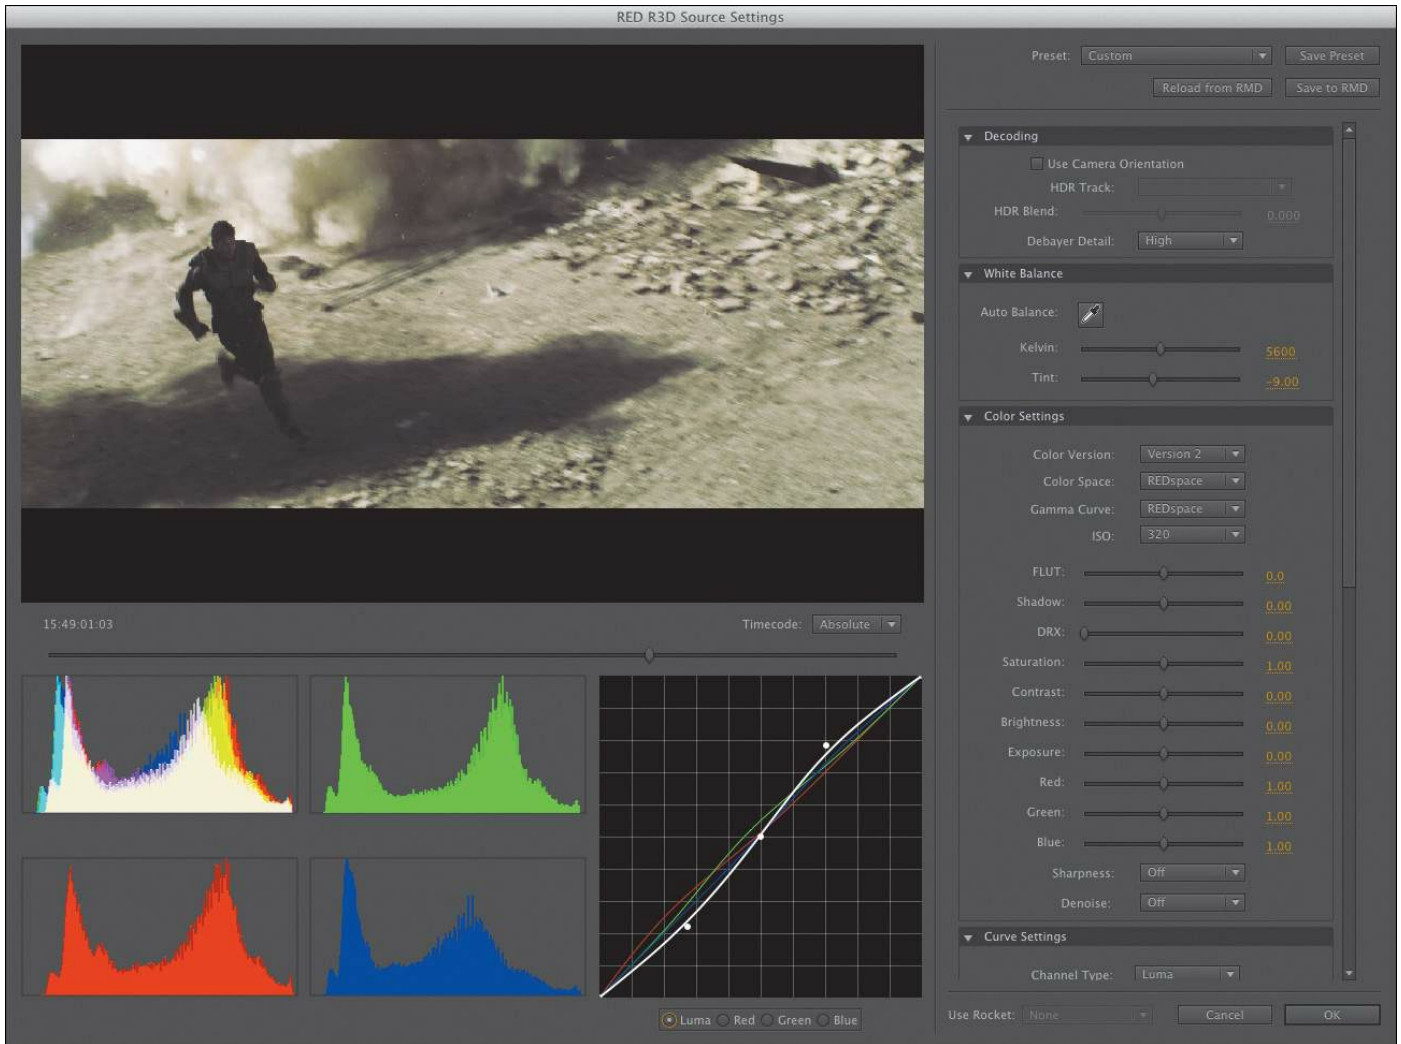 RED R3D Source Settings
Preset: Custom Save Preset
Reload from RMD Save to RMD
Decoding
Use Camera Orientation
HDR Track:
HDR Blend: 0.000
Debayer Detail: High
White Balance
Auto Balance:
Kelvin: 5600
Tint: -9.00
Color Settings
Color Version: Version 2
Color Space: REDspace
Gamma Curve: REDspace
ISO: 320
FLUT: 0.0
Shadow: 0.00
DRX: 0.00
Saturation: 1.00
Contrast: 0.00
Brightness: 0.00
Exposure: 0.00
Red: 1.00
Green: 1.00
Blue: 1.00
Sharpness: Off
Denoise: Off
Curve Settings
Channel Type: Luma
15:49:01:03 Timecode: Absolute
Luma Red Green Blue
Use Rocket: None Cancel OK